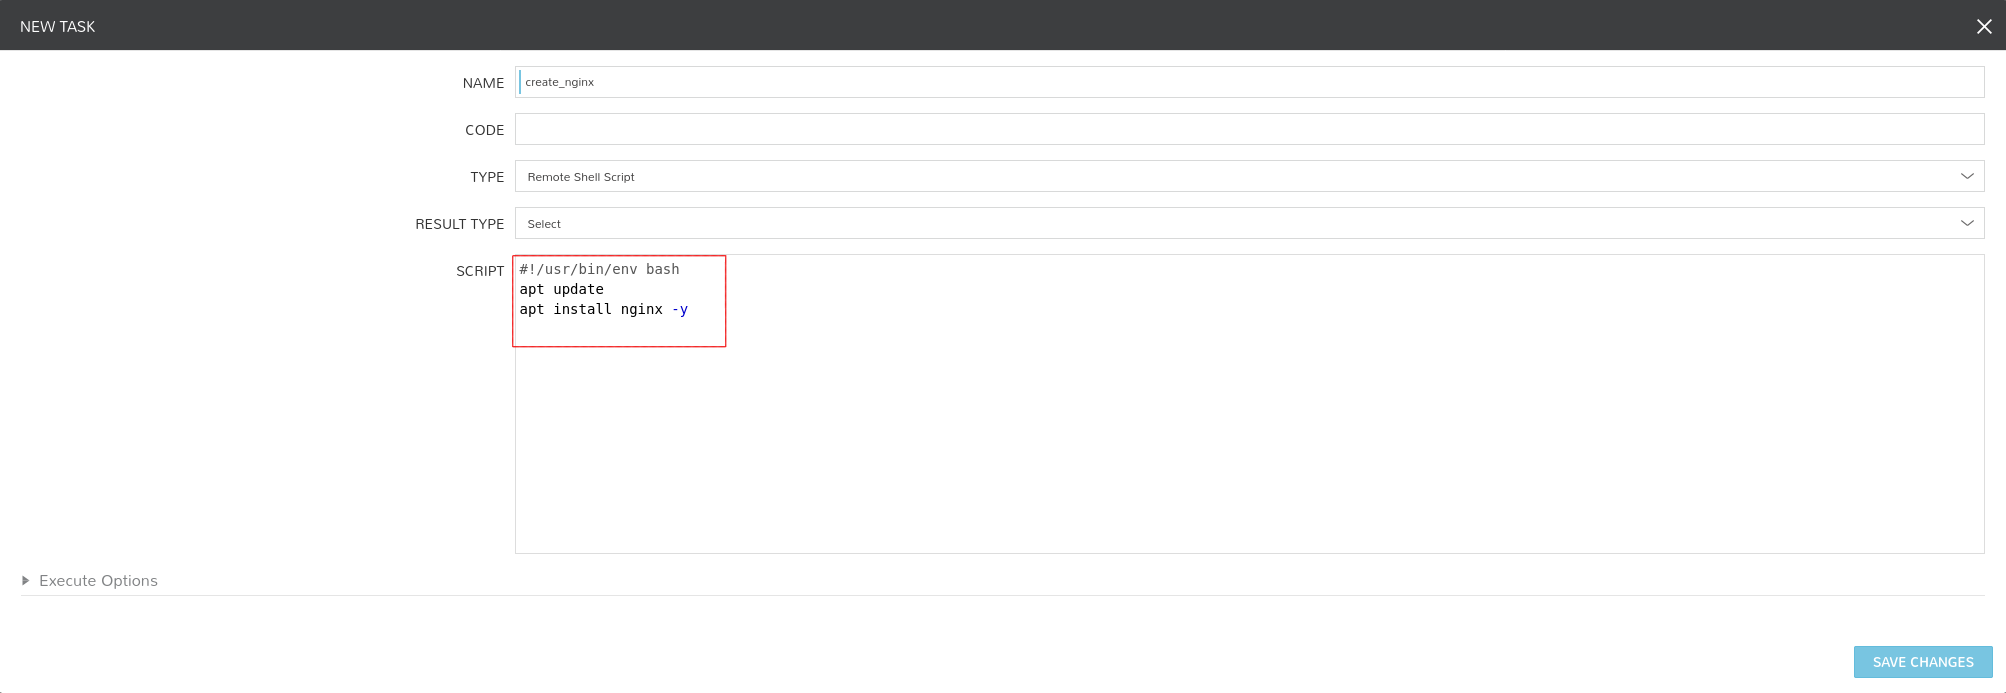 NEW TASK
NAME
create_nginx
CODE
TYPE
Remote Shell Script
RESULT TYPE
Select
SCRIPT
#!/usr/bin/env bash
apt update
apt install nginx -y
Execute Options
SAVE CHANGES